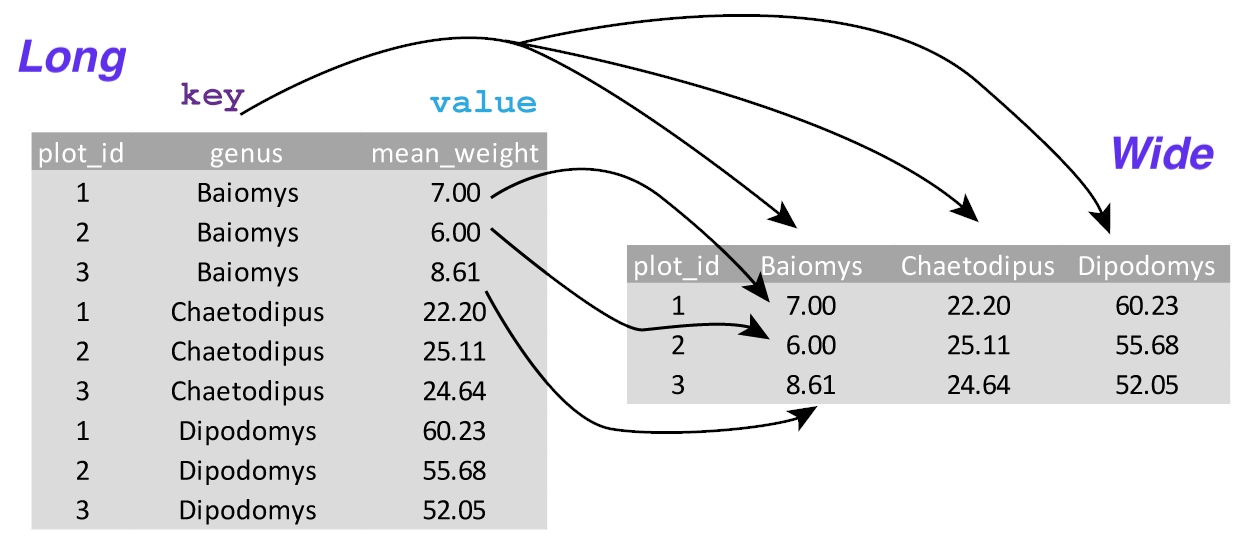 Long
key value
plot_id genus mean_weight
1 Baiomys 7.00
2 Baiomys 6.00
3 Baiomys 8.61
1 Chaetodipus 22.20
2 Chaetodipus 25.11
3 Chaetodipus 24.64
1 Dipodomys 60.23
2 Dipodomys 55.68
3 Dipodomys 52.05
Wide
plot_id Baiomys Chaetodipus Dipodomys
1 7.00 22.20 60.23
2 6.00 25.11 55.68
3 8.61 24.64 52.05